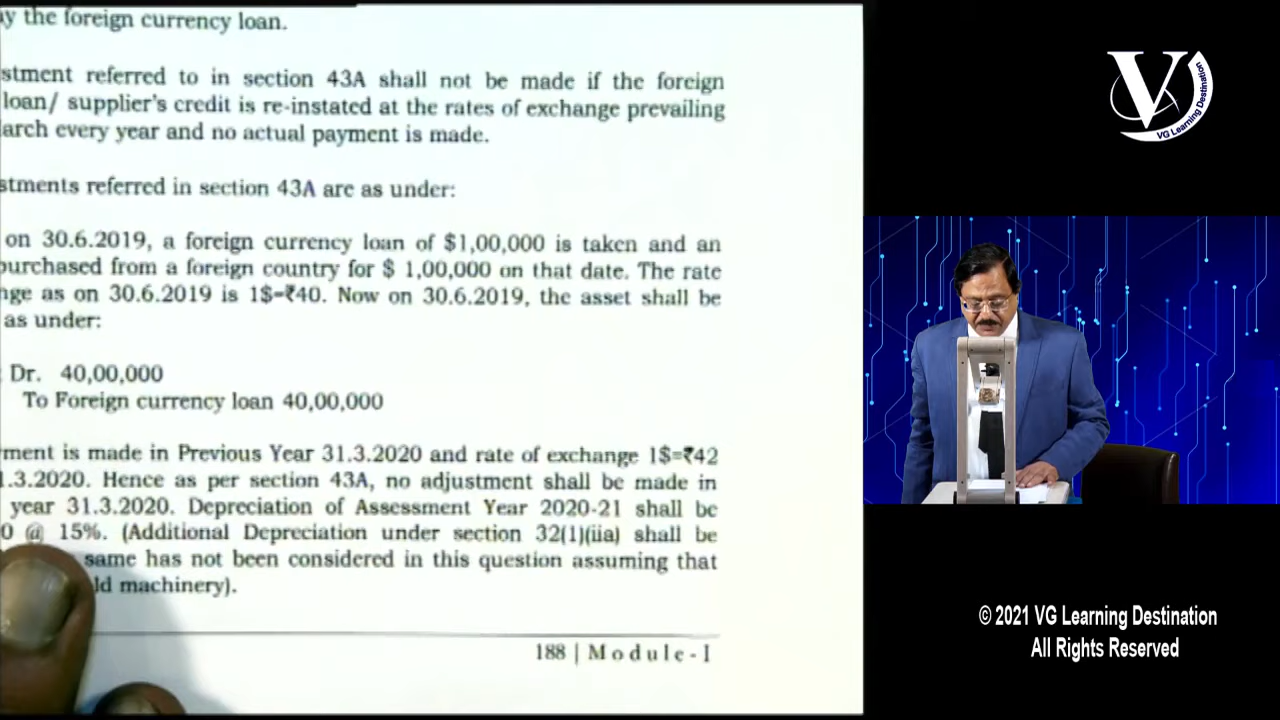 y the foreign currency loan.
stment referred to in section 43A shall not be made if the foreign
loan/ supplier's credit is re-instated at the rates of exchange prevailing
arch every year and no actual payment is made.
stments referred in section 43A are as under:
on 30.6.2019, a foreign currency loan of $1,00,000 is taken and an
purchased from a foreign country for $ 1,00,000 on that date. The rate
nge as on 30.6.2019 is 1$=₹40. Now on 30.6.2019, the asset shall be
as under:
Dr. 40,00,000
To Foreign currency loan 40,00,000
ment is made in Previous Year 31.3.2020 and rate of exchange 1$=₹42
1.3.2020. Hence as per section 43A, no adjustment shall be made in
year 31.3.2020. Depreciation of Assessment Year 2020-21 shall be
0 @ 15%. (Additional Depreciation under section 32(1)(iia) shall be
same has not been considered in this question assuming that
ld machinery).
188 | Module-I
V
VG Learning Destination
© 2021 VG Learning Destination
All Rights Reserved